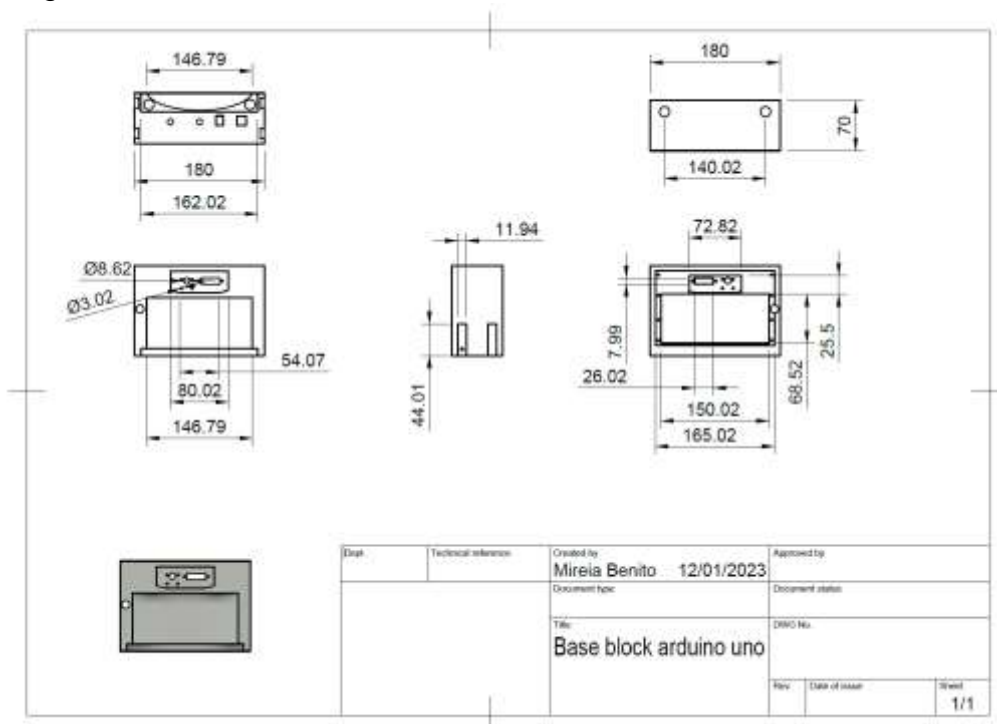 146.79
180
180
162.02
70
140.02
Ø8.62
Ø3.02
54.07
80.02
146.79
11.94
44.01
72.82
7.99
25.5
26.02
68.52
150.02
165.02
Dept.
Technical reference
Created by
Approved by
Mireia Benito 12/01/2023
Document type
Document status
Title
DWG No.
Base block arduino uno
Rev.
Date of issue
Sheet
1/1